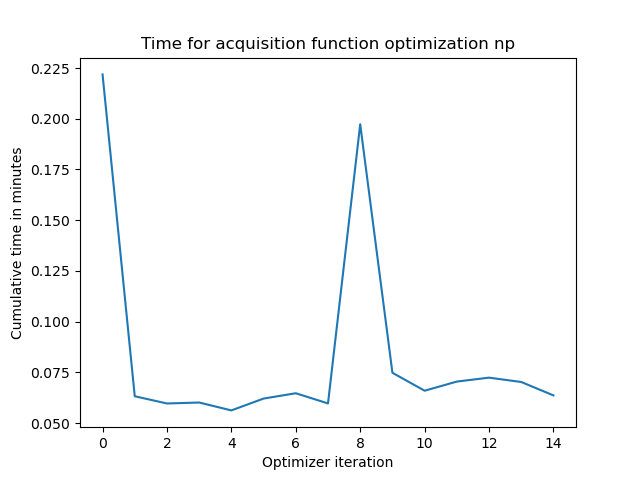 Time for acquisition function optimization np
Cumulative time in minutes
0.225
0.200
0.175
0.150
0.125
0.100
0.075
0.050
0 2 4 6 8 10 12 14
Optimizer iteration